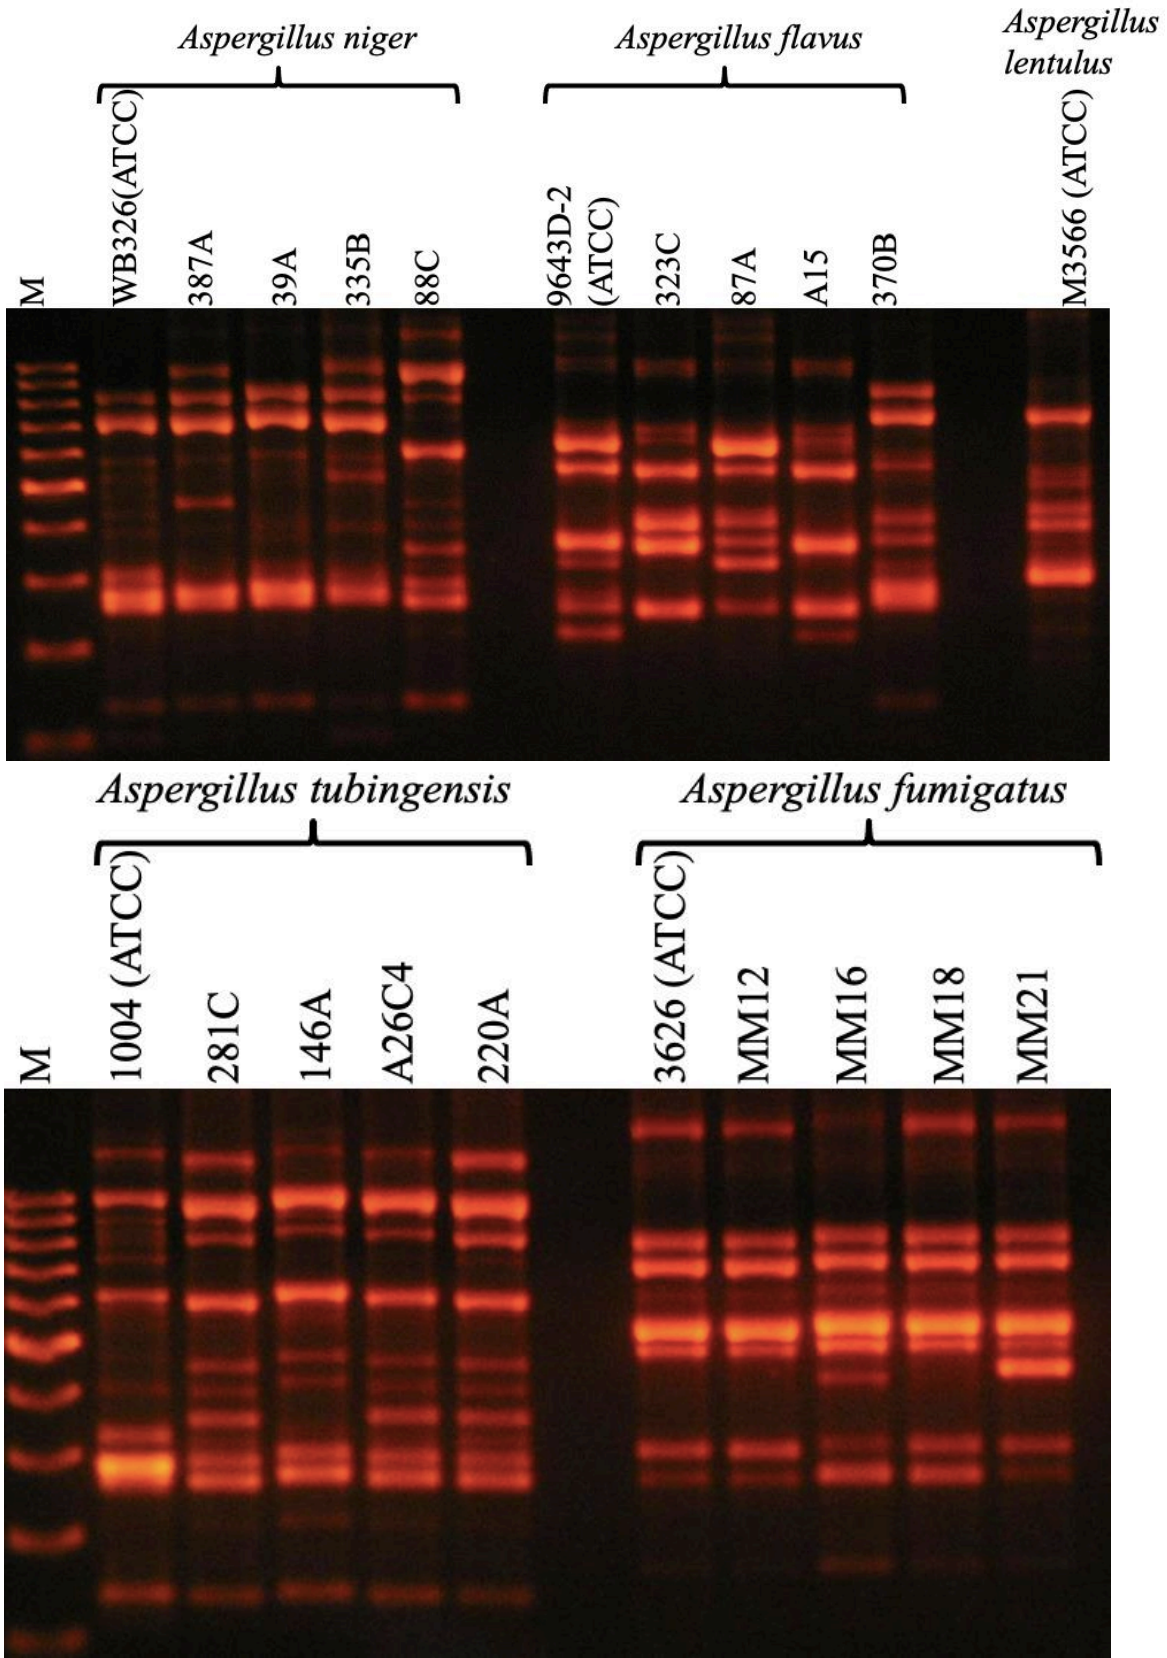 Aspergillus niger
Aspergillus flavus
Aspergillus
lentulus
M
WB326(ATCC)
387A
39A
335B
88C
9643D-2
(ATCC)
323C
87A
A15
370B
M3566 (ATCC)
Aspergillus tubingensis
Aspergillus fumigatus
M
1004 (ATCC)
281C
146A
A26C4
220A
3626 (ATCC)
MM12
MM16
MM18
MM21